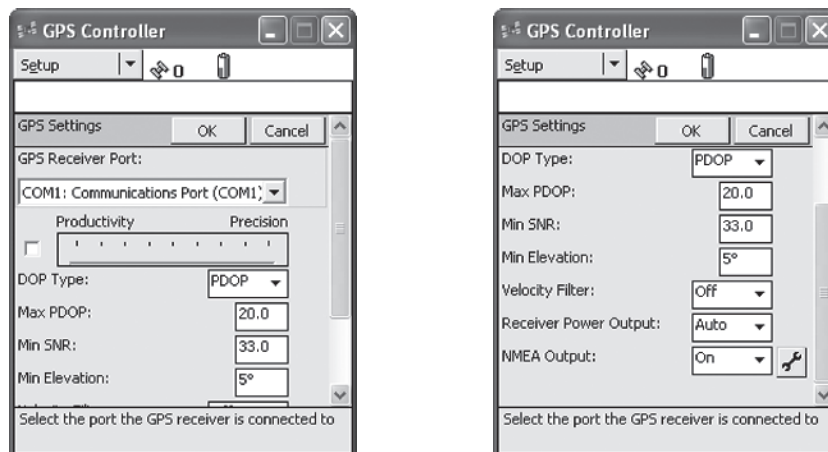 GPS Controller
Setup
0
GPS Settings OK Cancel
GPS Receiver Port:
COM1: Communications Port (COM1)
Productivity Precision
DOP Type: PDOP
Max PDOP: 20.0
Min SNR: 33.0
Min Elevation: 5°
Select the port the GPS receiver is connected to
GPS Controller
Setup
0
GPS Settings OK Cancel
DOP Type: PDOP
Max PDOP: 20.0
Min SNR: 33.0
Min Elevation: 5°
Velocity Filter: Off
Receiver Power Output: Auto
NMEA Output: On
Select the port the GPS receiver is connected to